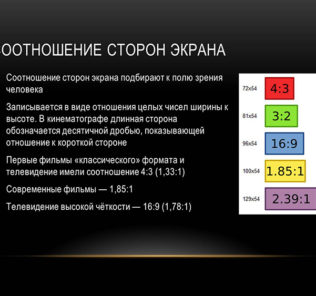 СООТНОШЕНИЕ СТОРОН ЭКРАНА
Соотношение сторон экрана подбирают к полю зрения
человека
Записывается в виде отношения целых чисел ширины к
высоте. В кинематографе длинная сторона
обозначается десятичной дробью, показывающей
отношение к короткой стороне
Первые фильмы «классического» формата и
телевидение имели соотношение 4:3 (1,33:1)
Современные фильмы — 1,85:1
Телевидение высокой чёткости — 16:9 (1,78:1)
72x54 4:3
81x54 3:2
96x54 16:9
100x54 1.85:1
129x54 2.39:1